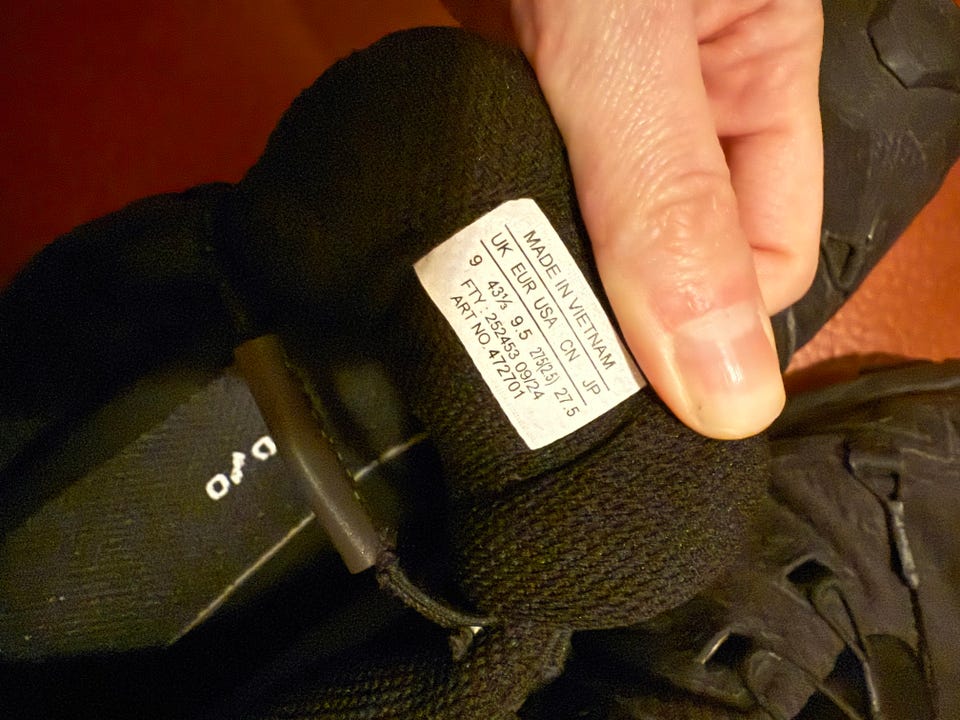 MADE IN VIETNAM
UK EUR USA CN JP
9 43⅓ 9.5 275(2.5) 27.5
FTY : 252453 09/24
ART NO. 472701